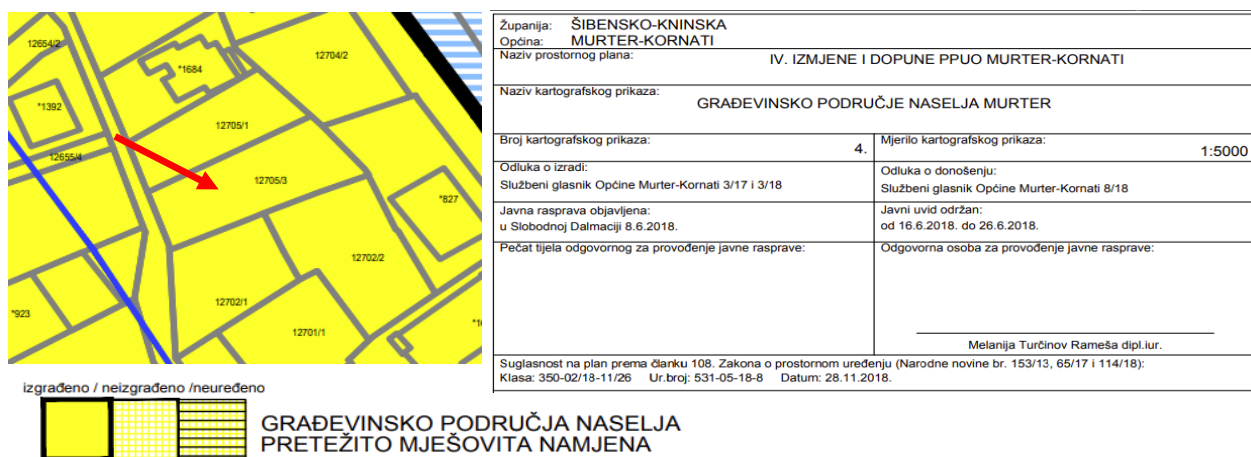 12654/2
*1684
12704/2
*1392
12705/1
12655/4
12705/3
*827
12702/2
12702/1
*923
12701/1
izgrađeno / neizgrađeno /neuređeno
GRAĐEVINSKO PODRUČJA NASELJA
PRETEŽITO MJEŠOVITA NAMJENA
Županija: ŠIBENSKO-KNINSKA
Općina: MURTER-KORNATI
Naziv prostornog plana: IV. IZMJENE I DOPUNE PPUO MURTER-KORNATI
Naziv kartografskog prikaza:
GRAĐEVINSKO PODRUČJE NASELJA MURTER
Broj kartografskog prikaza: 4.
Mjerilo kartografskog prikaza: 1:5000
Odluka o izradi:
Službeni glasnik Općine Murter-Kornati 3/17 i 3/18
Odluka o donošenju:
Službeni glasnik Općine Murter-Kornati 8/18
Javna rasprava objavljena:
u Slobodnoj Dalmaciji 8.6.2018.
Javni uvid održan:
od 16.6.2018. do 26.6.2018.
Pečat tijela odgovornog za provođenje javne rasprave:
Odgovorna osoba za provođenje javne rasprave:
Melanija Turčinov Rameša dipl.iur.
Suglasnost na plan prema članku 108. Zakona o prostornom uređenju (Narodne novine br. 153/13, 65/17 i 114/18):
Klasa: 350-02/18-11/26 Ur.broj: 531-05-18-8 Datum: 28.11.2018.